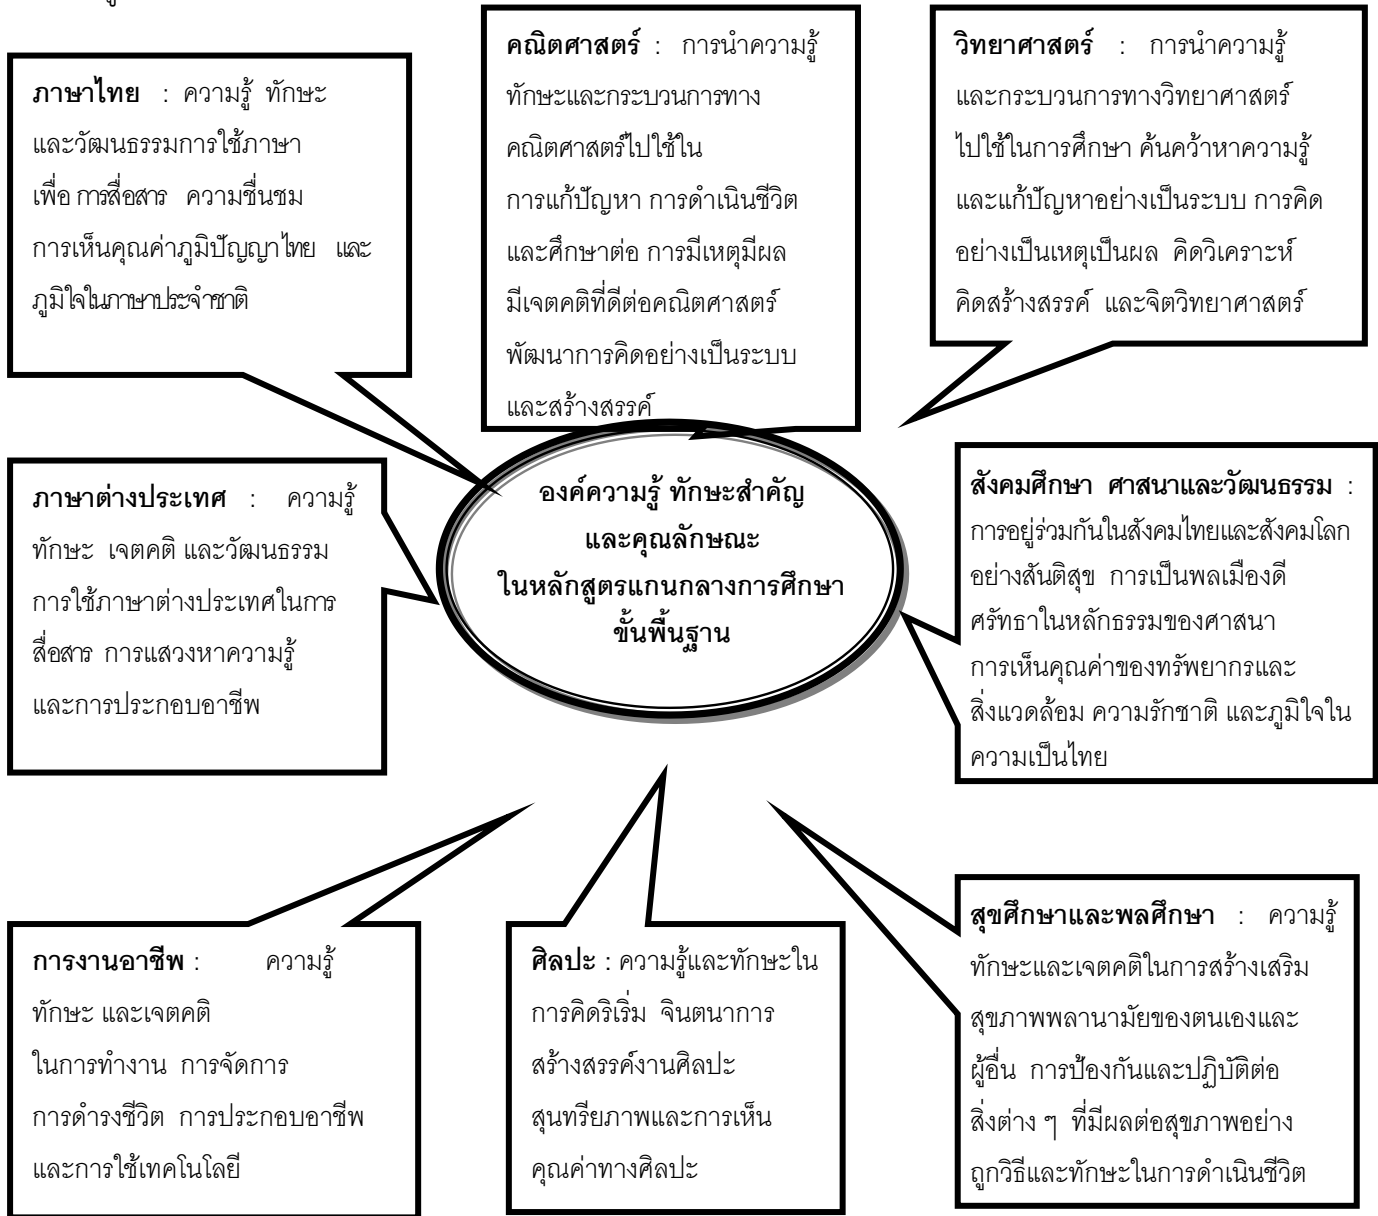 คณิตศาสตร์ : การนำความรู้
ทักษะและกระบวนการทาง
คณิตศาสตร์ไปใช้ใน
การแก้ปัญหา การดำเนินชีวิต
และศึกษาต่อ การมีเหตุมีผล
มีเจตคติที่ดีต่อคณิตศาสตร์
พัฒนาการคิดอย่างเป็นระบบ
และสร้างสรรค์
วิทยาศาสตร์ : การนำความรู้
และกระบวนการทางวิทยาศาสตร์
ไปใช้ในการศึกษา ค้นคว้าหาความรู้
และแก้ปัญหาอย่างเป็นระบบ การคิด
อย่างเป็นเหตุเป็นผล คิดวิเคราะห์
คิดสร้างสรรค์ และจิตวิทยาศาสตร์
ภาษาไทย : ความรู้ ทักษะ
และวัฒนธรรมการใช้ภาษา
เพื่อ การสื่อสาร ความชื่นชม
การเห็นคุณค่าภูมิปัญญาไทย และ
ภูมิใจในภาษาประจำชาติ
องค์ความรู้ ทักษะสำคัญ
และคุณลักษณะ
ในหลักสูตรแกนกลางการศึกษา
ขั้นพื้นฐาน
ภาษาต่างประเทศ : ความรู้
ทักษะ เจตคติ และวัฒนธรรม
การใช้ภาษาต่างประเทศในการ
สื่อสาร การแสวงหาความรู้
และการประกอบอาชีพ
สังคมศึกษา ศาสนาและวัฒนธรรม :
การอยู่ร่วมกันในสังคมไทยและสังคมโลก
อย่างสันติสุข การเป็นพลเมืองดี
ศรัทธาในหลักธรรมของศาสนา
การเห็นคุณค่าของทรัพยากรและ
สิ่งแวดล้อม ความรักชาติ และภูมิใจใน
ความเป็นไทย
การงานอาชีพ : ความรู้
ทักษะ และเจตคติ
ในการทำงาน การจัดการ
การดำรงชีวิต การประกอบอาชีพ
และการใช้เทคโนโลยี
ศิลปะ : ความรู้และทักษะใน
การคิดริเริ่ม จินตนาการ
สร้างสรรค์งานศิลปะ
สุนทรียภาพและการเห็น
คุณค่าทางศิลปะ
สุขศึกษาและพลศึกษา : ความรู้
ทักษะและเจตคติในการสร้างเสริม
สุขภาพพลานามัยของตนเองและ
ผู้อื่น การป้องกันและปฏิบัติต่อ
สิ่งต่าง ๆ ที่มีผลต่อสุขภาพอย่าง
ถูกวิธีและทักษะในการดำเนินชีวิต